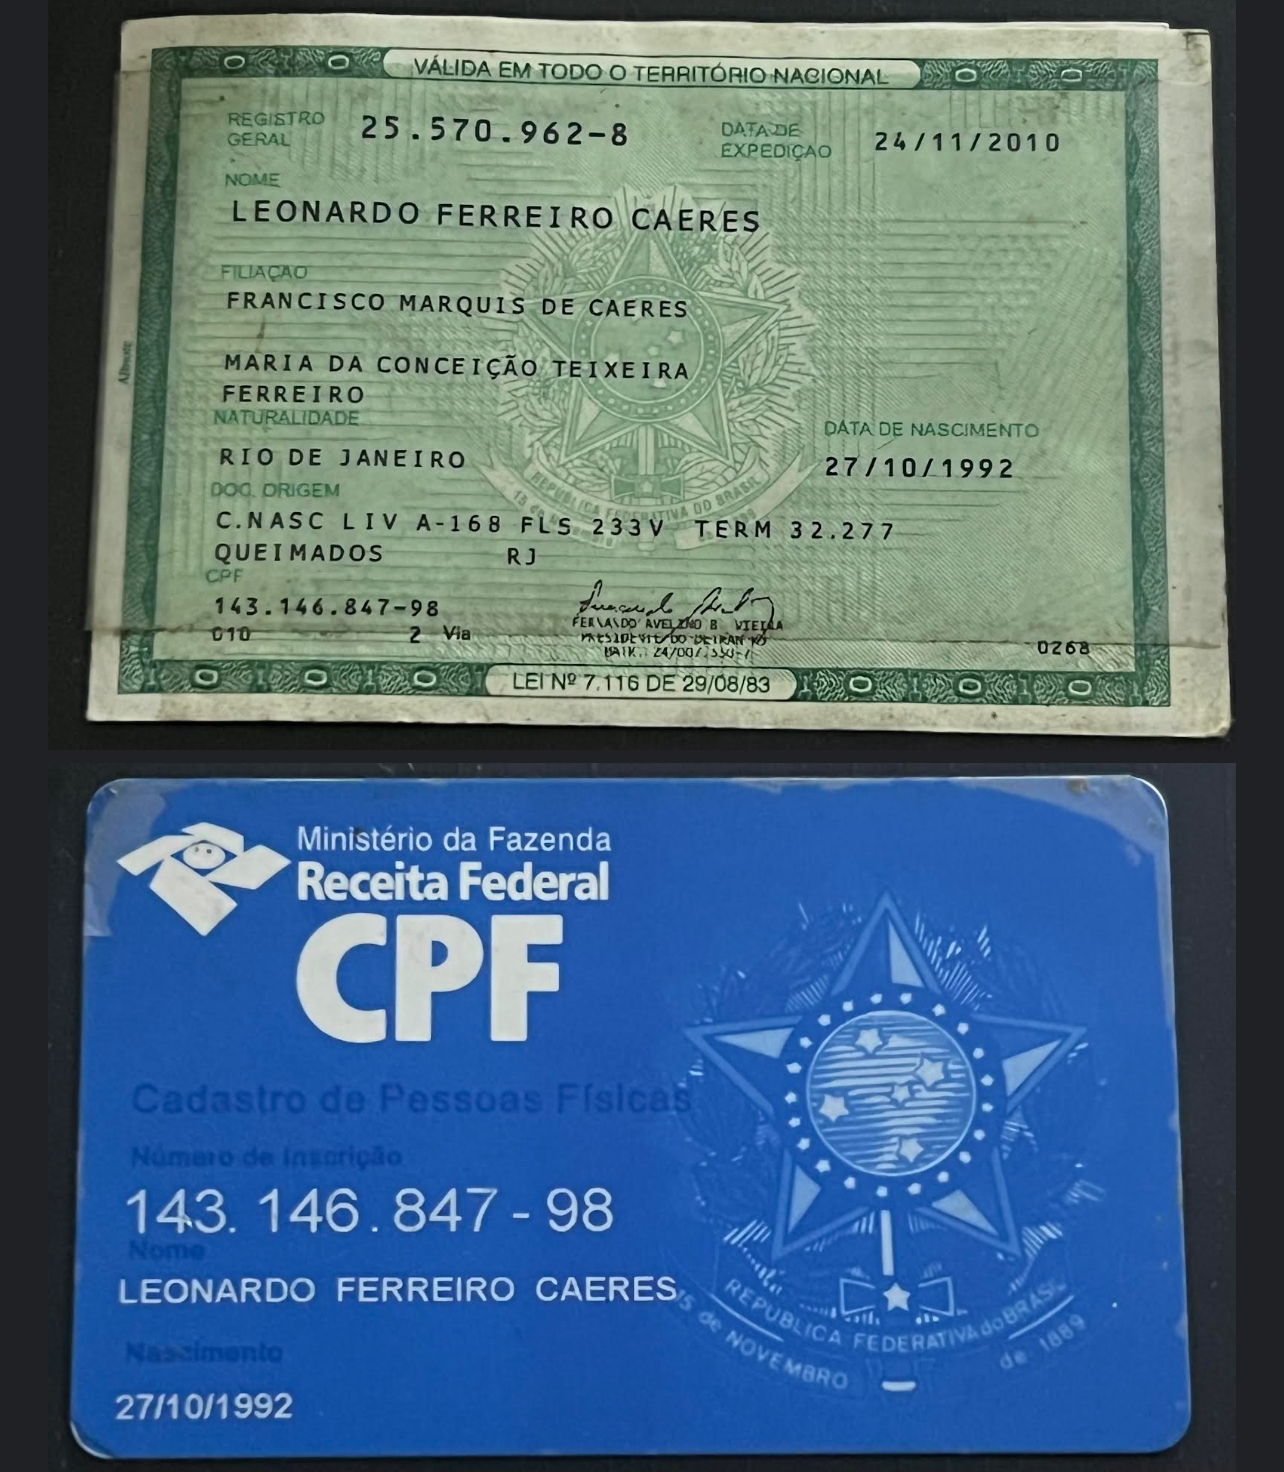 VÁLIDA EM TODO O TERRITÓRIO NACIONAL
REGISTRO GERAL 25.570.962-8 DATA DE EXPEDIÇÃO 24/11/2010
NOME
LEONARDO FERREIRO CAERES
FILIAÇÃO
FRANCISCO MARQUIS DE CAERES
MARIA DA CONCEIÇÃO TEIXEIRA
FERREIRO
NATURALIDADE DATA DE NASCIMENTO
RIO DE JANEIRO 27/10/1992
DOC. ORIGEM
C.NASC LIV A-168 FLS 233V TERM 32.277
QUEIMADOS RJ
CPF
143.146.847-98
010 2 Via
AVELINO B VIEIRA
PRESIDENTE DO DETRAN
0268
LEI Nº 7.116 DE 29/08/83
REPÚBLICA FEDERATIVA DO BRASIL
Ministério da Fazenda
Receita Federal
CPF
Cadastro de Pessoas Físicas
Número de Inscrição
143. 146. 847 - 98
Nome
LEONARDO FERREIRO CAERES
Nascimento
27/10/1992
REPÚBLICA FEDERATIVA do BRASIL
15 de NOVEMBRO de 1889